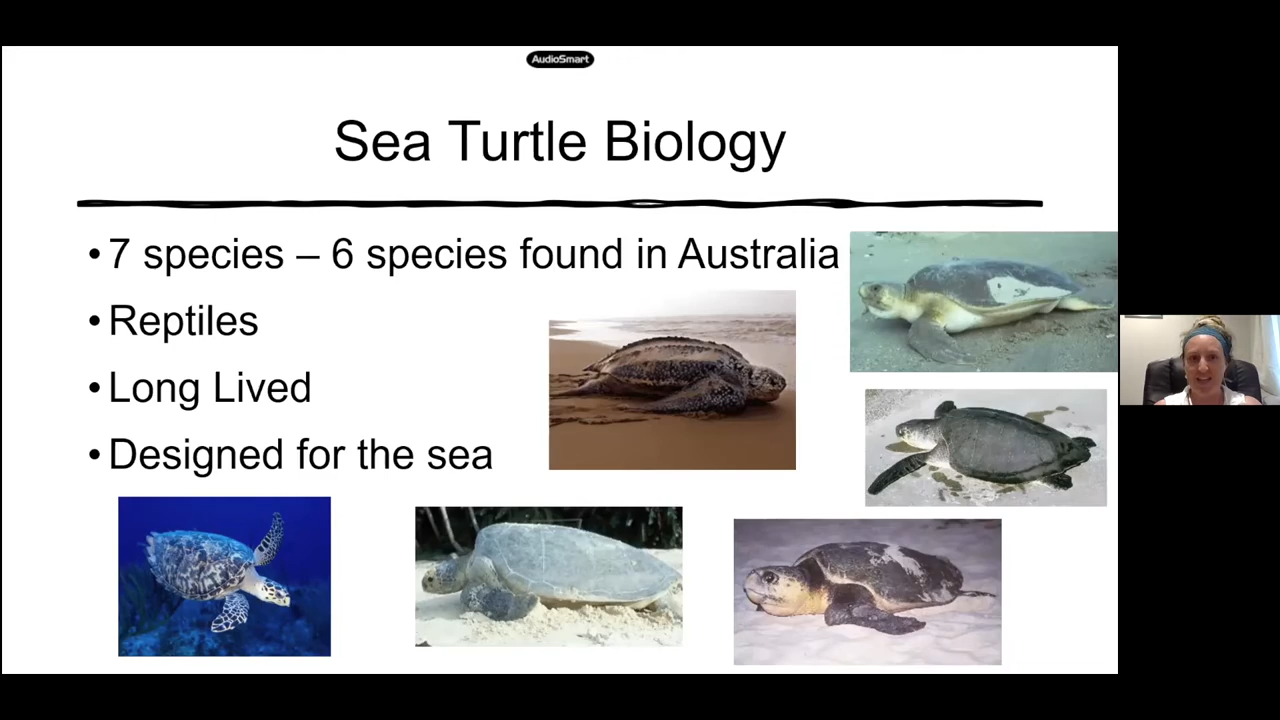 AudioSmart
Sea Turtle Biology
•7 species – 6 species found in Australia
•Reptiles
•Long Lived
•Designed for the sea